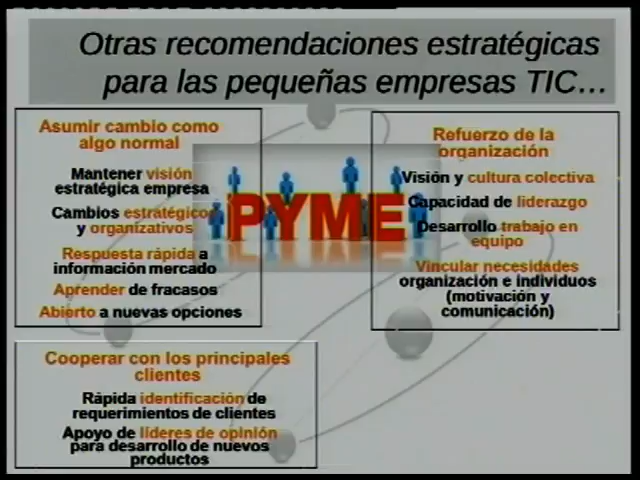 Otras recomendaciones estratégicas
para las pequeñas empresas TIC...
Asumir cambio como
algo normal
Mantener visión
estratégica empresa
Cambios estratégicos
y organizativos
Respuesta rápida a
información mercado
Aprender de fracasos
Abierto a nuevas opciones
PYME
Refuerzo de la
organización
Visión y cultura colectiva
Capacidad de liderazgo
Desarrollo trabajo en
equipo
Vincular necesidades
organización e individuos
(motivación y
comunicación)
Cooperar con los principales
clientes
Rápida identificación de
requerimientos de clientes
Apoyo de líderes de opinión
para desarrollo de nuevos
productos